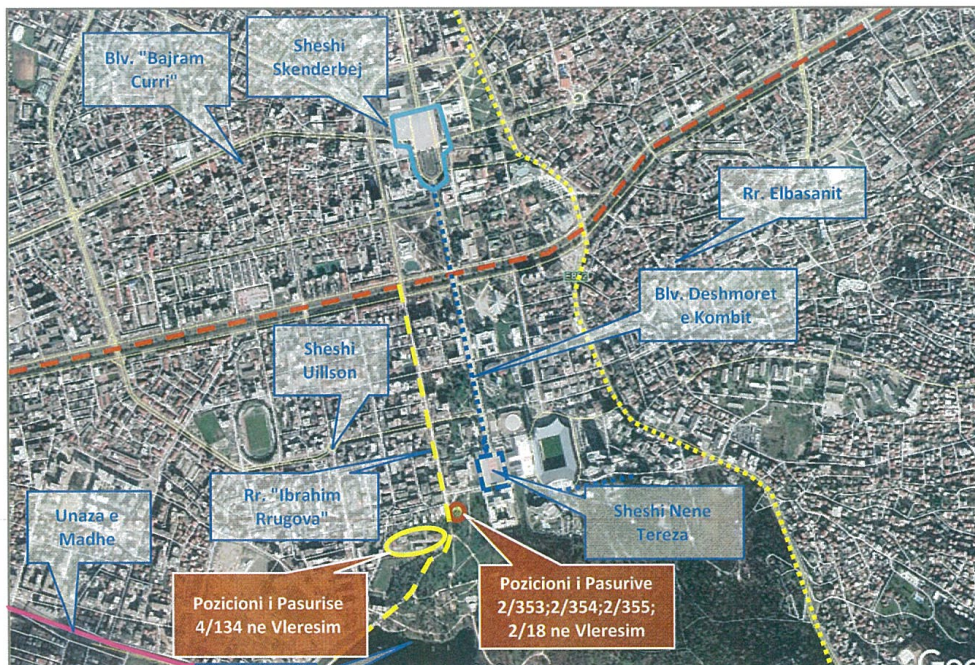 Blv. "Bajram
Curri"
Sheshi
Skenderbej
Rr. Elbasanit
Blv. Deshmoret
e Kombit
Sheshi
Uillson
Rr. "Ibrahim
Rrugova"
Unaza e
Madhe
Sheshi Nene
Tereza
Pozicioni i Pasurise
4/134 ne Vleresim
Pozicioni i Pasurive
2/353;2/354;2/355;
2/18 ne Vleresim